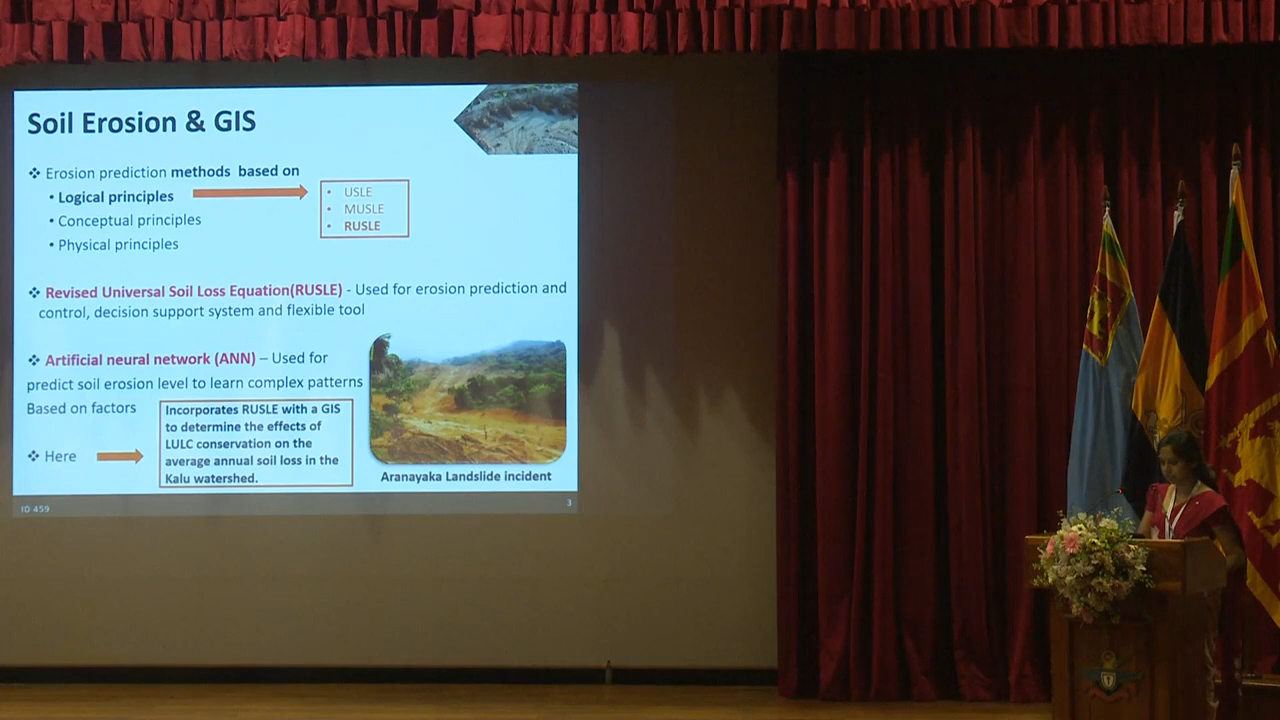 Soil Erosion & GIS
❖ Erosion prediction methods based on
• Logical principles
• Conceptual principles
• Physical principles
• USLE
• MUSLE
• RUSLE
❖ Revised Universal Soil Loss Equation(RUSLE) - Used for erosion prediction and
control, decision support system and flexible tool
❖ Artificial neural network (ANN) – Used for
predict soil erosion level to learn complex patterns
Based on factors
❖ Here
Incorporates RUSLE with a GIS
to determine the effects of
LULC conservation on the
average annual soil loss in the
Kalu watershed.
Aranayaka Landslide incident
ID 459
3